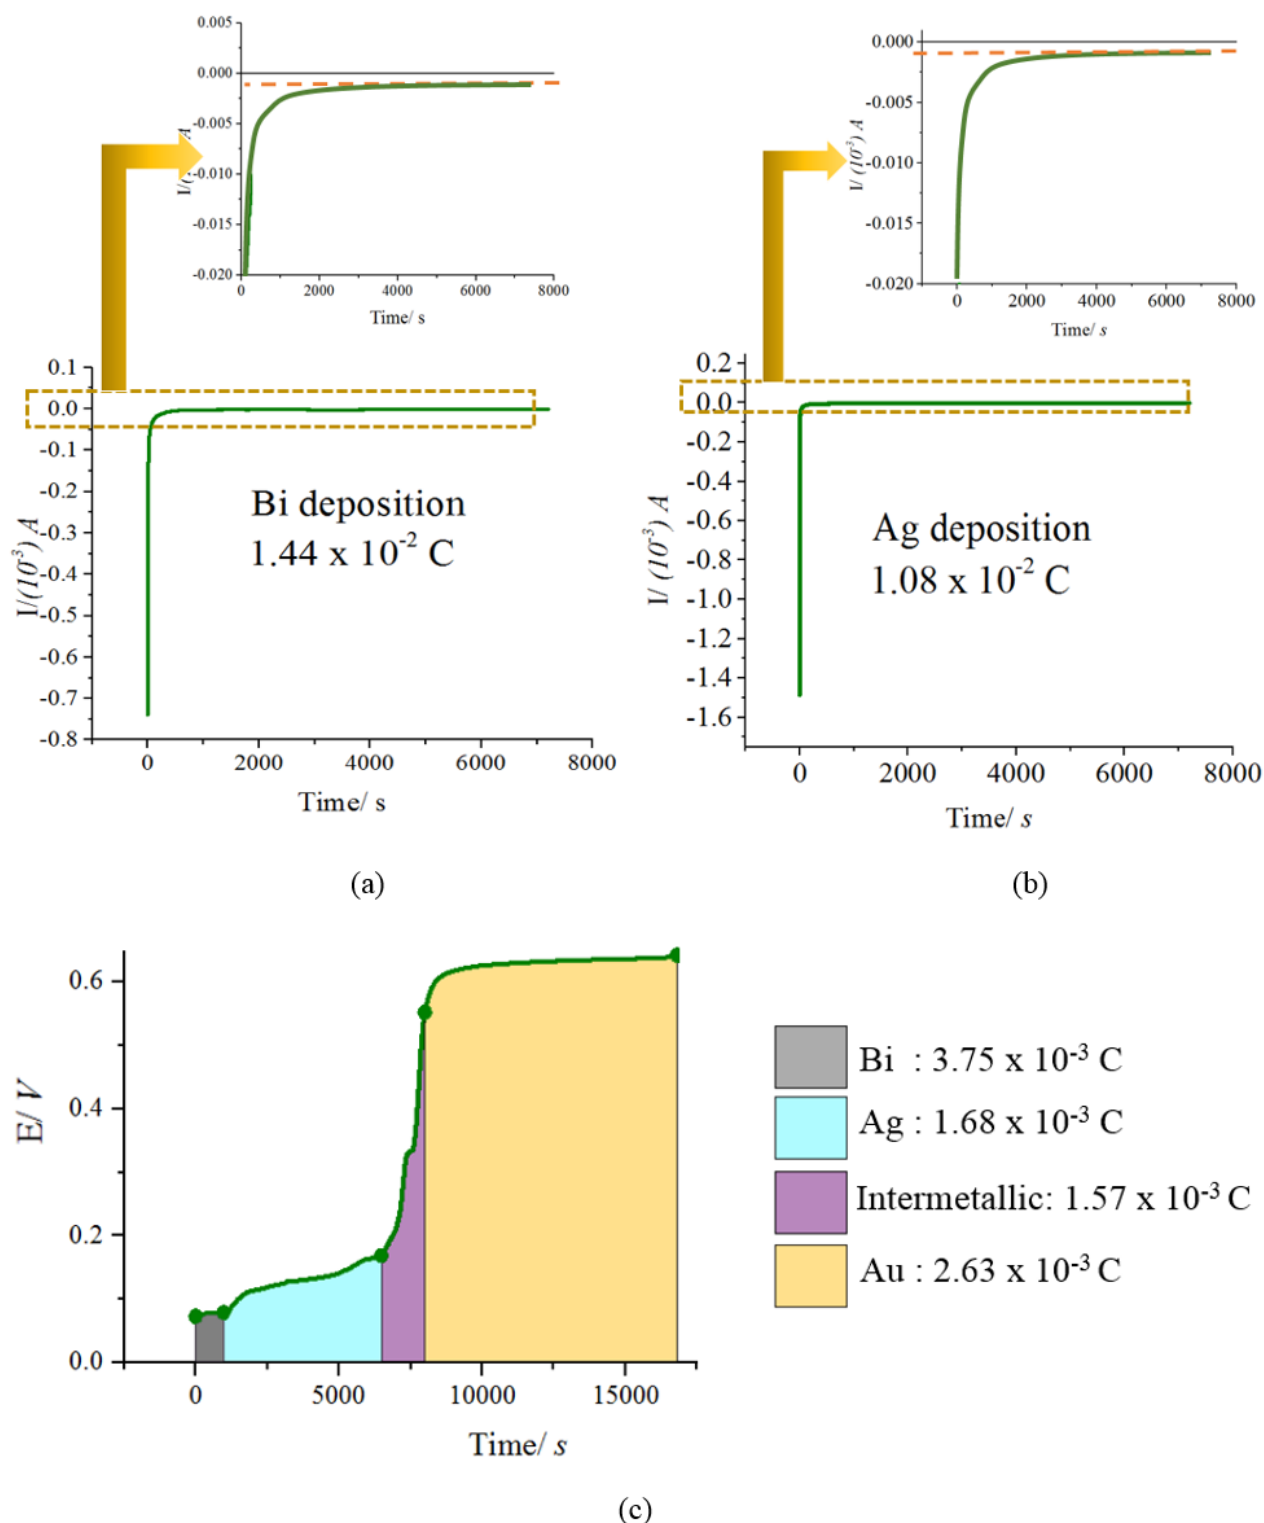 0.005
0.000
-0.005
-0.010
-0.015
-0.020
0 2000 4000 6000 8000
Time/ s
0.000
-0.005
-0.010
-0.015
-0.020
I/ (10⁻³) A
0 2000 4000 6000 8000
Time/ s
0.1
0.0
-0.1
-0.2
-0.3
-0.4
-0.5
-0.6
-0.7
-0.8
I/(10⁻³) A
Bi deposition
1.44 x 10⁻² C
0 2000 4000 6000 8000
Time/ s
(a)
0.2
0.0
-0.2
-0.4
-0.6
-0.8
-1.0
-1.2
-1.4
-1.6
I/ (10⁻³) A
Ag deposition
1.08 x 10⁻² C
0 2000 4000 6000 8000
Time/ s
(b)
0.6
0.4
0.2
0.0
E/ V
0 5000 10000 15000
Time/ s
Bi : 3.75 x 10⁻³ C
Ag : 1.68 x 10⁻³ C
Intermetallic: 1.57 x 10⁻³ C
Au : 2.63 x 10⁻³ C
(c)